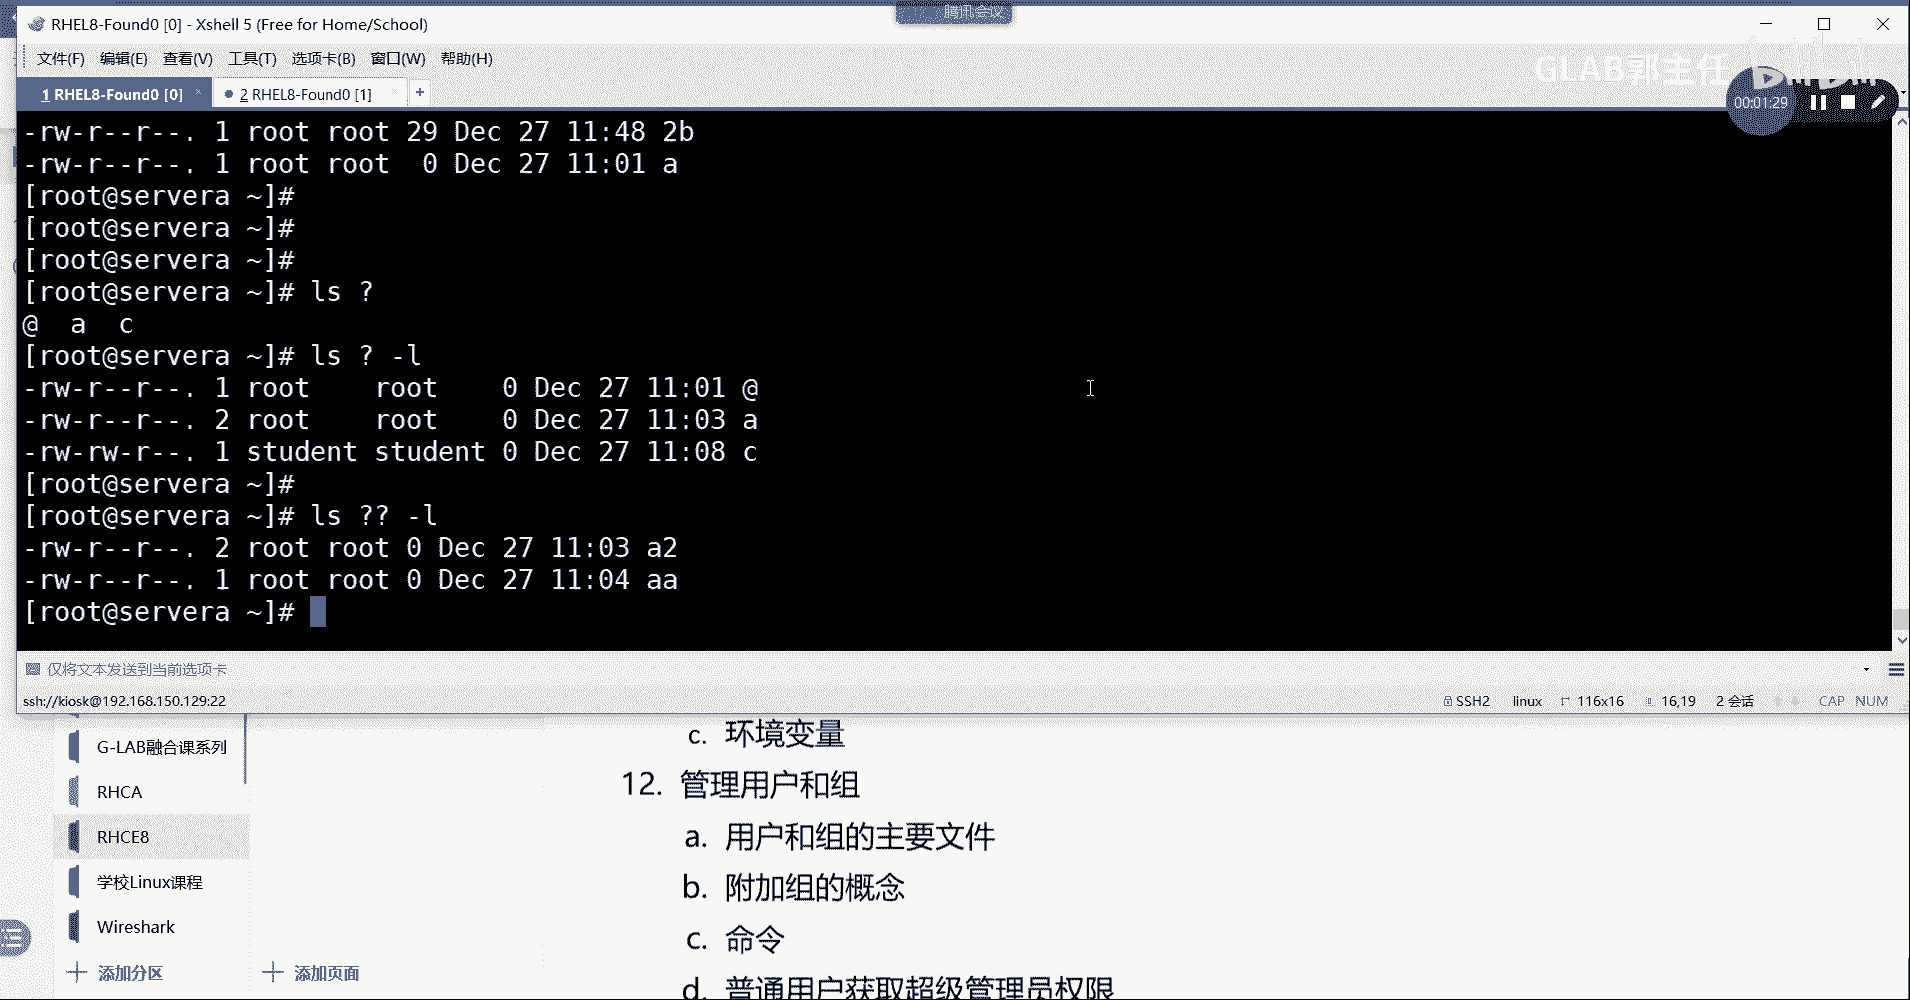 腾讯会议
RHEL8-Found0 [0] - Xshell 5 (Free for Home/School)
文件(F) 编辑(E) 查看(V) 工具(T) 选项卡(B) 窗口(W) 帮助(H)
GLAB郭主任
1 RHEL8-Found0 [0] × 2 RHEL8-Found0 [1] × +
00:01:29
-rw-r--r--. 1 root root 29 Dec 27 11:48 2b
-rw-r--r--. 1 root root  0 Dec 27 11:01 a
[root@servera ~]#
[root@servera ~]#
[root@servera ~]#
[root@servera ~]# ls ?
@  a  c
[root@servera ~]# ls ? -l
-rw-r--r--. 1 root    root    0 Dec 27 11:01 @
-rw-r--r--. 2 root    root    0 Dec 27 11:03 a
-rw-rw-r--. 1 student student 0 Dec 27 11:08 c
[root@servera ~]#
[root@servera ~]# ls ?? -l
-rw-r--r--. 2 root root 0 Dec 27 11:03 a2
-rw-r--r--. 1 root root 0 Dec 27 11:04 aa
[root@servera ~]#
仅将文本发送到当前选项卡
ssh://kiosk@192.168.150.129:22 SSH2 linux 116x16 16,19 2 会话 CAP NUM
c. 环境变量
12. 管理用户和组
a. 用户和组的主要文件
b. 附加组的概念
c. 命令
d. 普通用户获取超级管理员权限
G-LAB融合课系列
RHCA
RHCE8
学校Linux课程
Wireshark
添加分区 添加页面